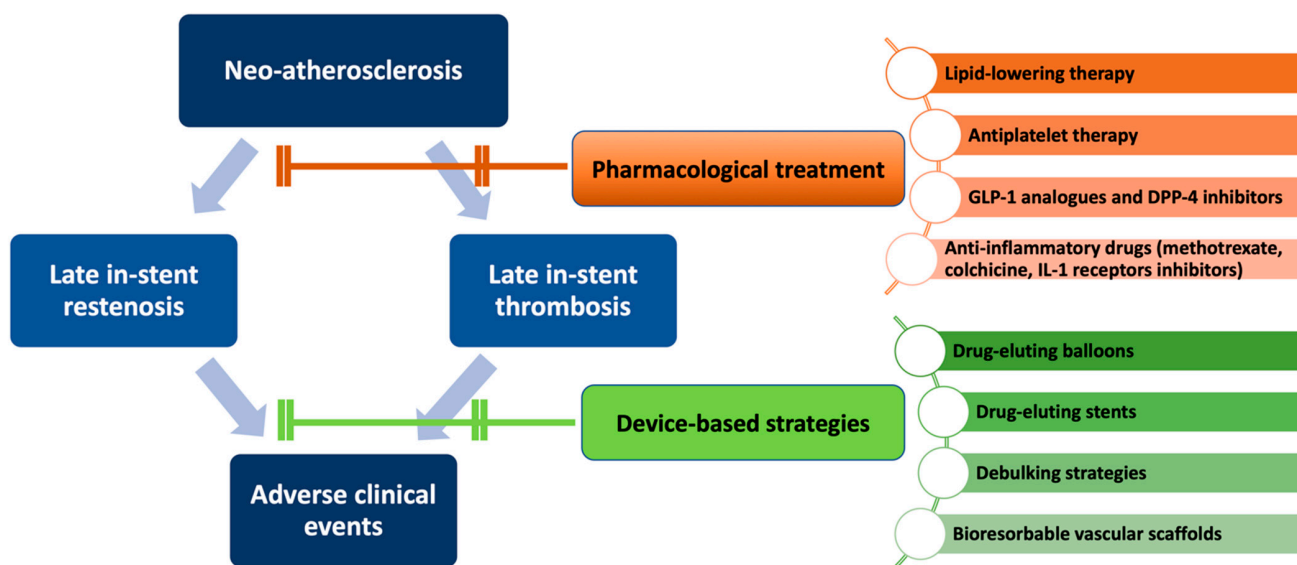 Neo-atherosclerosis
Late in-stent
restenosis
Late in-stent
thrombosis
Adverse clinical
events
Pharmacological treatment
Lipid-lowering therapy
Antiplatelet therapy
GLP-1 analogues and DPP-4 inhibitors
Anti-inflammatory drugs (methotrexate,
colchicine, IL-1 receptors inhibitors)
Device-based strategies
Drug-eluting balloons
Drug-eluting stents
Debulking strategies
Bioresorbable vascular scaffolds